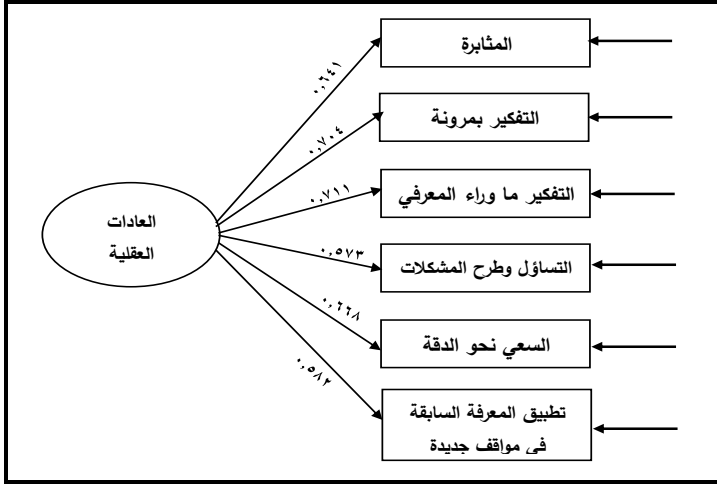 المثابرة
٠,٦٤١
التفكير بمرونة
٠,٧٠٤
التفكير ما وراء المعرفي
٠,٧١١
العادات
العقلية
التساؤل وطرح المشكلات
٠,٥٧٣
السعي نحو الدقة
٠,٦٦٨
تطبيق المعرفة السابقة
في مواقف جديدة
٠,٥٨٢